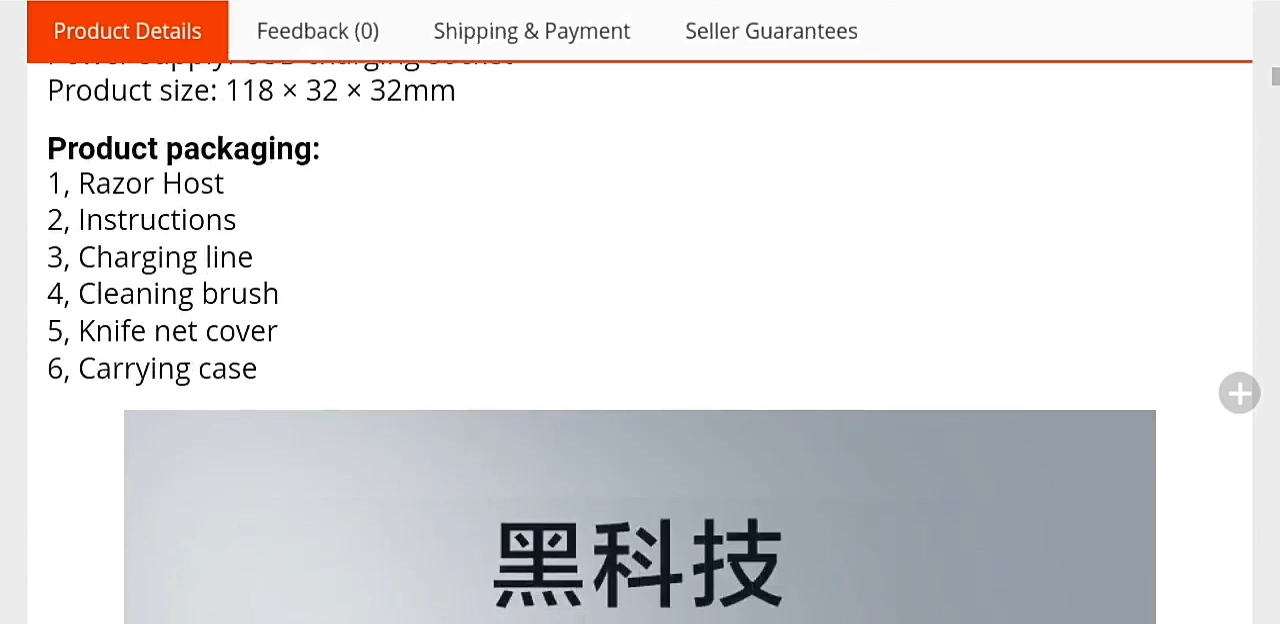 Product Details
Feedback (0)
Shipping & Payment
Seller Guarantees
Product size: 118 × 32 × 32mm
Product packaging:
1, Razor Host
2, Instructions
3, Charging line
4, Cleaning brush
5, Knife net cover
6, Carrying case
黑科技